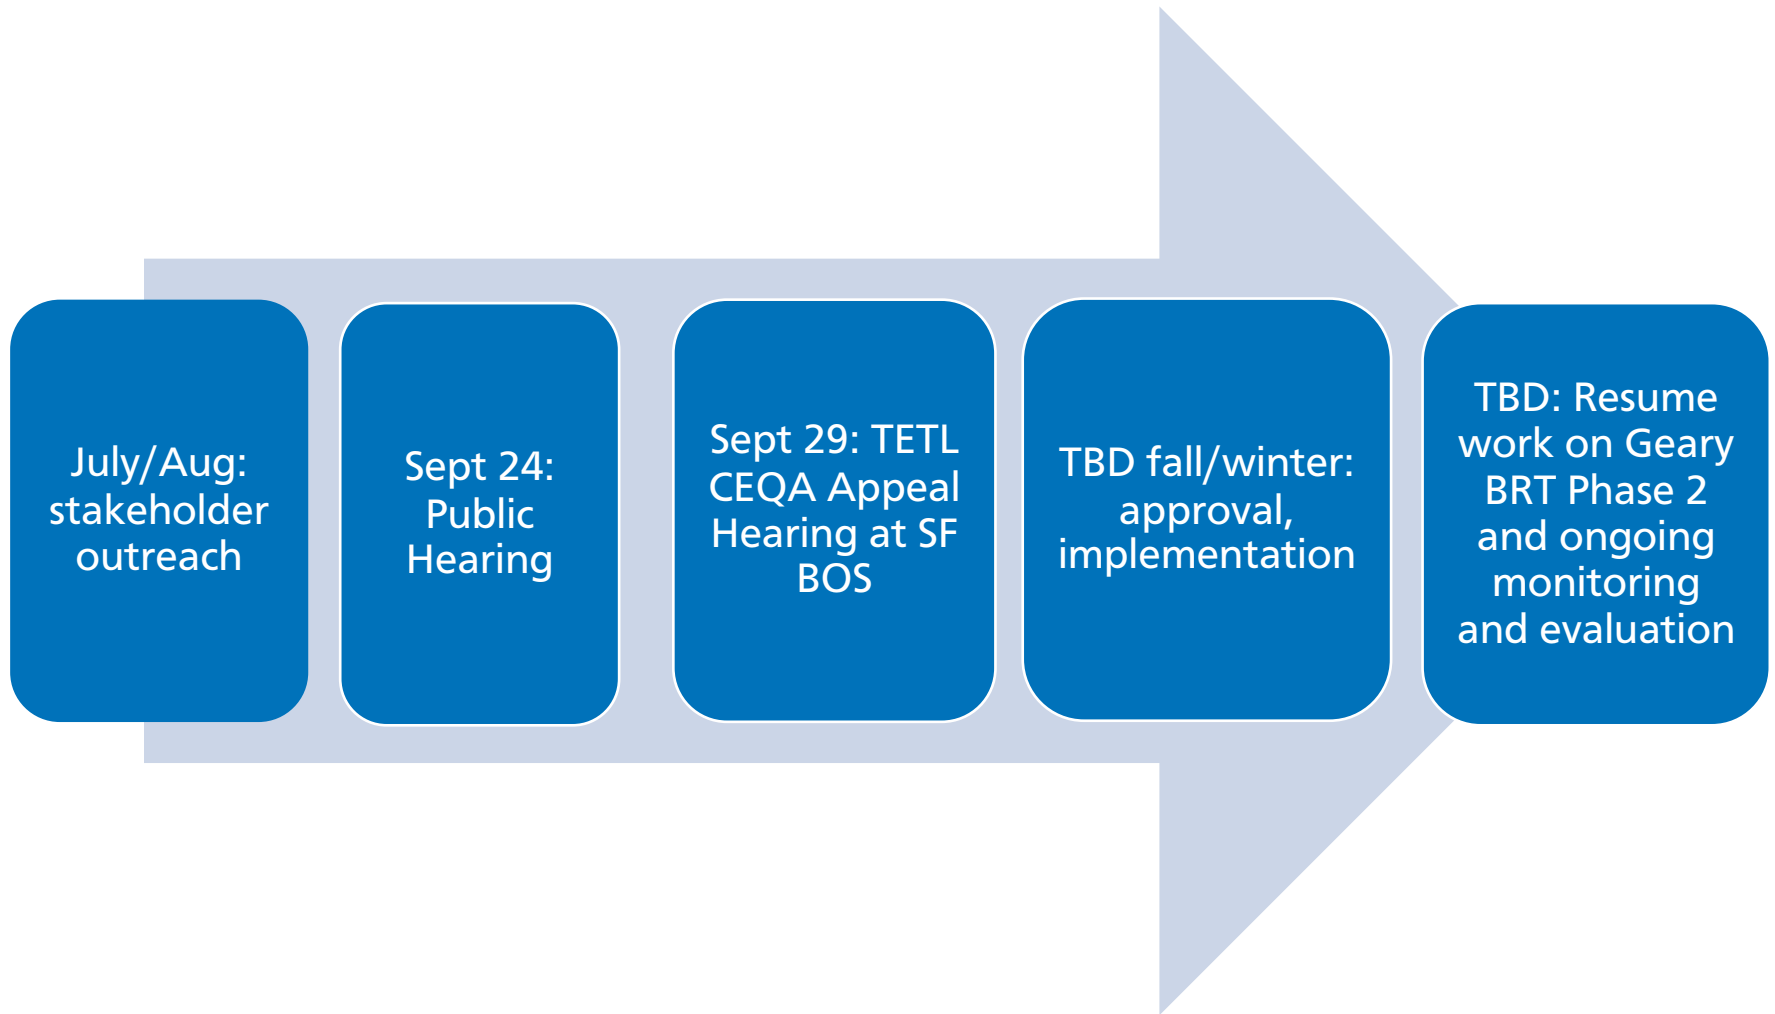 July/Aug:
stakeholder
outreach
Sept 24:
Public
Hearing
Sept 29: TETL
CEQA Appeal
Hearing at SF
BOS
TBD fall/winter:
approval,
implementation
TBD: Resume
work on Geary
BRT Phase 2
and ongoing
monitoring
and evaluation